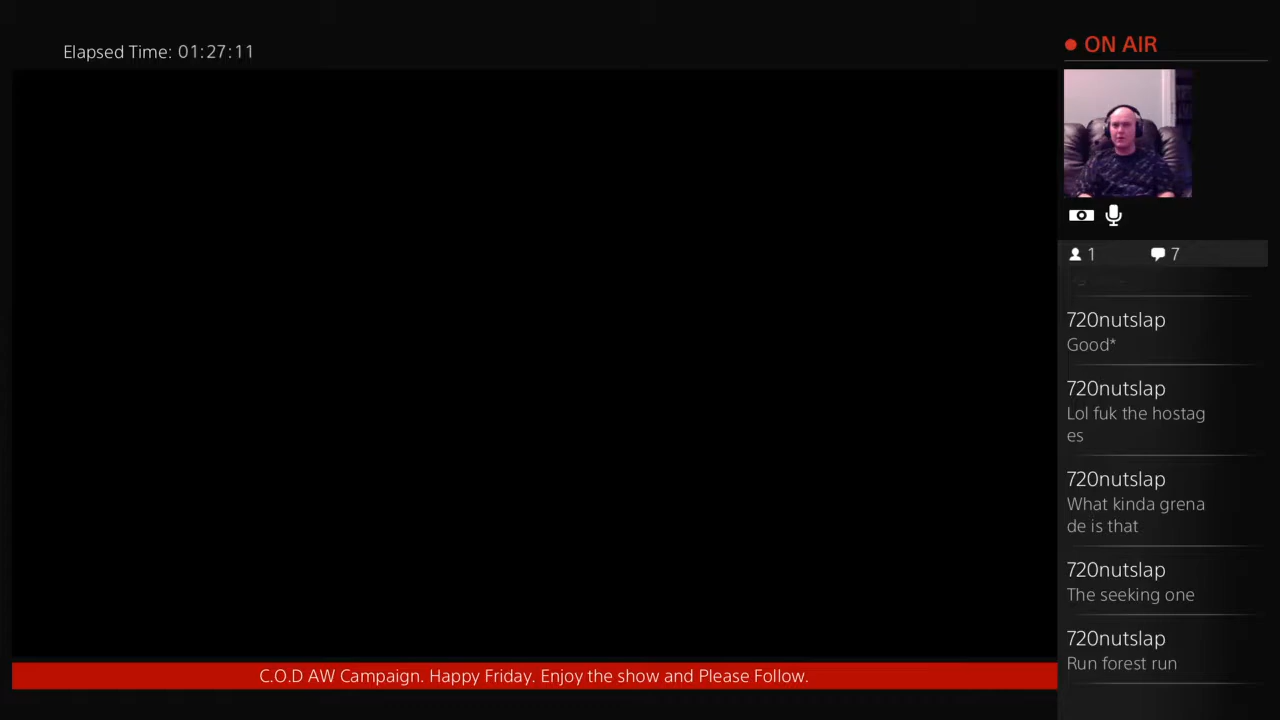 Elapsed Time: 01:27:11
ON AIR
1
7
720nutslap
Good*
720nutslap
Lol fuk the hostag
es
720nutslap
What kinda grena
de is that
720nutslap
The seeking one
720nutslap
Run forest run
C.O.D AW Campaign. Happy Friday. Enjoy the show and Please Follow.